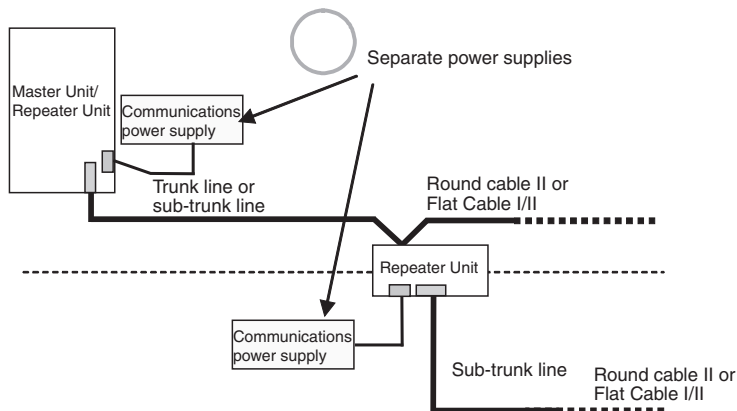 Separate power supplies
Master Unit/
Repeater Unit
Communications
power supply
Trunk line or
sub-trunk line
Round cable II or
Flat Cable I/II
Repeater Unit
Communications
power supply
Sub-trunk line
Round cable II or
Flat Cable I/II